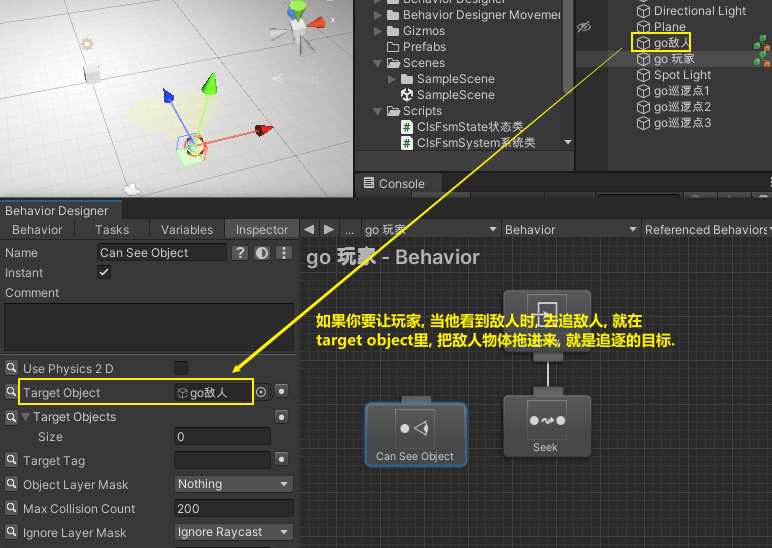 Directional Light
Plane
go敌人
go 玩家
Spot Light
go巡逻点1
go巡逻点2
go巡逻点3
Behavior Designer
Behavior Designer Movemen
Gizmos
Prefabs
Scenes
SampleScene
SampleScene
Scripts
ClsFsmState状态类
ClsFsmSystem系统类
x
Console
Behavior Designer
Behavior
Tasks
Variables
Inspector
... go 玩家
Behavior
Referenced Behaviors
Name
Can See Object
Instant
Comment
go 玩家 - Behavior
如果你要让玩家, 当他看到敌人时, 去追敌人, 就在
target object里, 把敌人物体拖进来, 就是追逐的目标.
Use Physics 2 D
Target Object
go敌人
Target Objects
Size
0
Target Tag
Object Layer Mask
Nothing
Max Collision Count
200
Ignore Layer Mask
Ignore Raycast
Can See Object
Seek